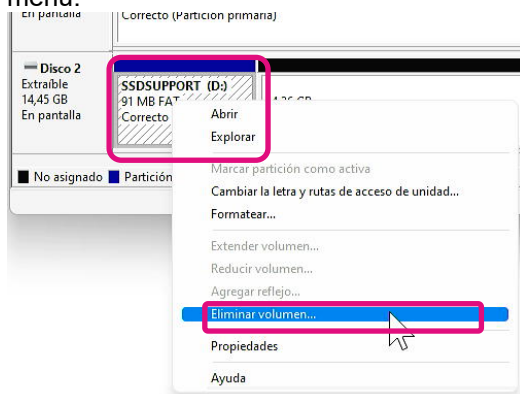 En pantalla
Correcto (Partición primaria)
Disco 2
Extraíble
14,45 GB
En pantalla
SSDSUPPORT (D:)
91 MB FAT
Correcto
GB
Abrir
Explorar
Marcar partición como activa
Cambiar la letra y rutas de acceso de unidad...
Formatear...
Extender volumen...
Reducir volumen...
Agregar reflejo...
Eliminar volumen...
Propiedades
Ayuda
No asignado
Partición